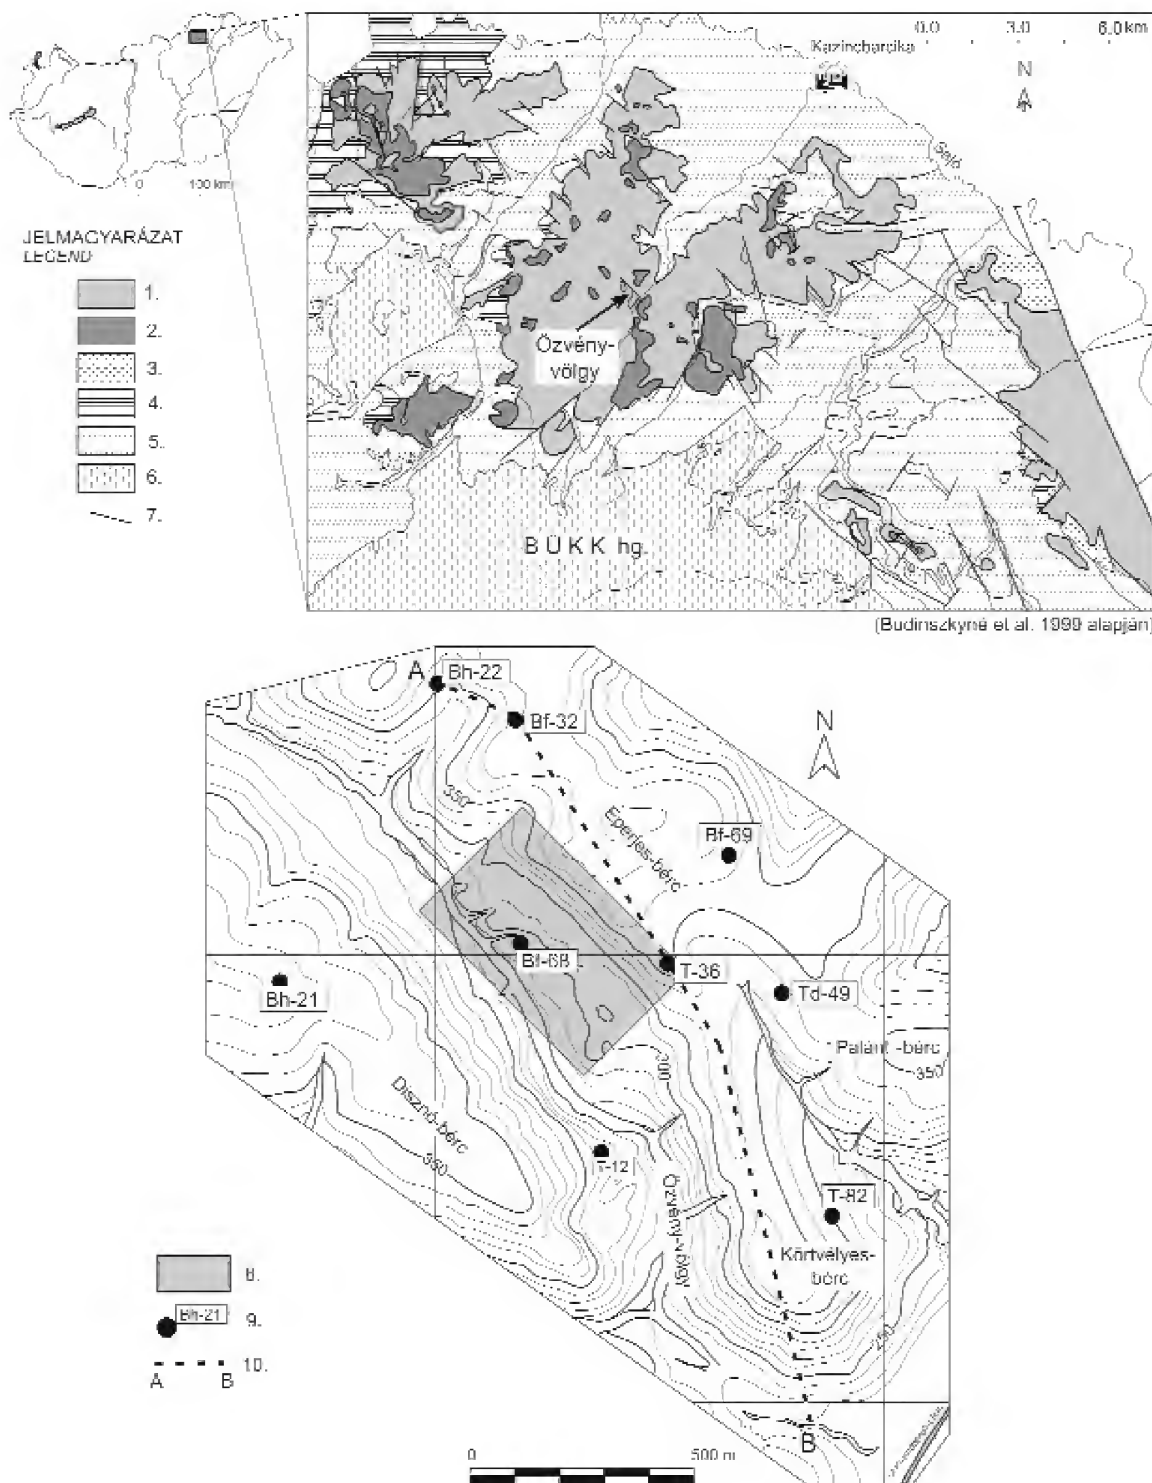 0.0 3.0 6.0 km
Kazincbarcika
N
Sajó
0 100 km
JELMAGYARÁZAT
LEGEND
1.
2.
3.
4.
5.
6.
7.
Özvény-
völgy
BÜKK hg.
(Budinszkyné et al. 1999 alapján)
A
Bh-22
Bf-32
N
350
Eperjes-bérc
Bf-69
Bf-68
T-36
Bh-21
Td-49
-bérc
350
300
Disznó-bérc
350
T-12
Özvény-völgy
T-82
Körtvélyes-
bérc
250
8.
Bh-21
9.
10.
A B
B
0 500 m